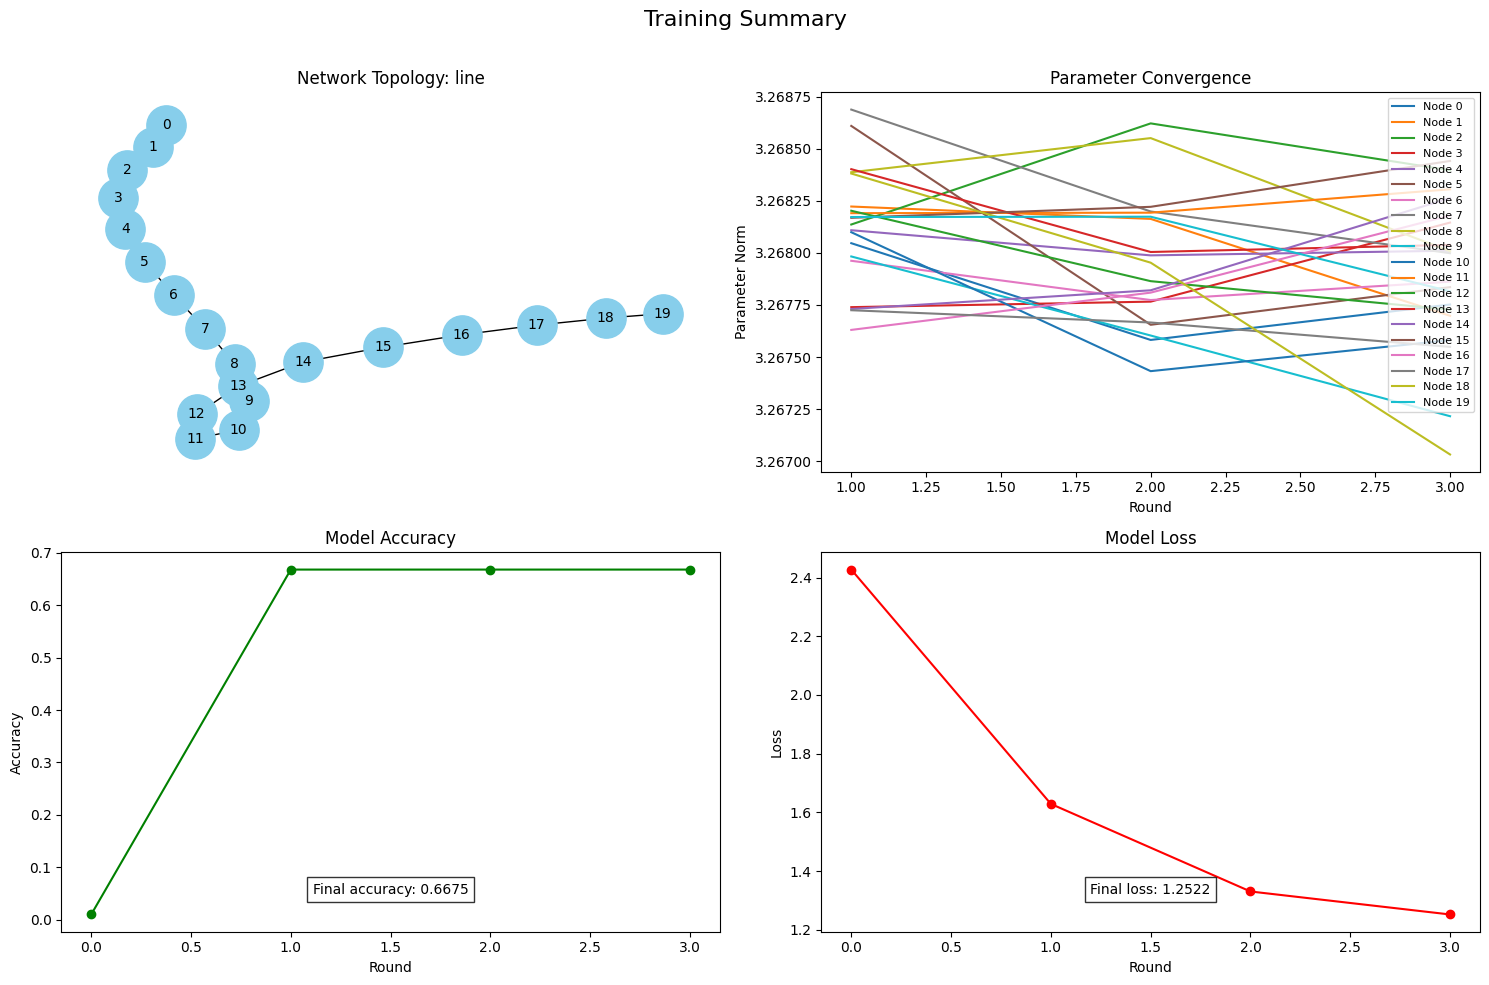 Training Summary
Network Topology: line
0
1
2
3
4
5
6
7
8
13
9
12
10
11
14
15
16
17
18
19
Parameter Convergence
3.26875
3.26850
3.26825
3.26800
3.26775
3.26750
3.26725
3.26700
Parameter Norm
1.00 1.25 1.50 1.75 2.00 2.25 2.50 2.75 3.00
Round
Node 0
Node 1
Node 2
Node 3
Node 4
Node 5
Node 6
Node 7
Node 8
Node 9
Node 10
Node 11
Node 12
Node 13
Node 14
Node 15
Node 16
Node 17
Node 18
Node 19
Model Accuracy
0.7
0.6
0.5
0.4
0.3
0.2
0.1
0.0
Accuracy
Final accuracy: 0.6675
0.0 0.5 1.0 1.5 2.0 2.5 3.0
Round
Model Loss
2.4
2.2
2.0
1.8
1.6
1.4
1.2
Loss
Final loss: 1.2522
0.0 0.5 1.0 1.5 2.0 2.5 3.0
Round